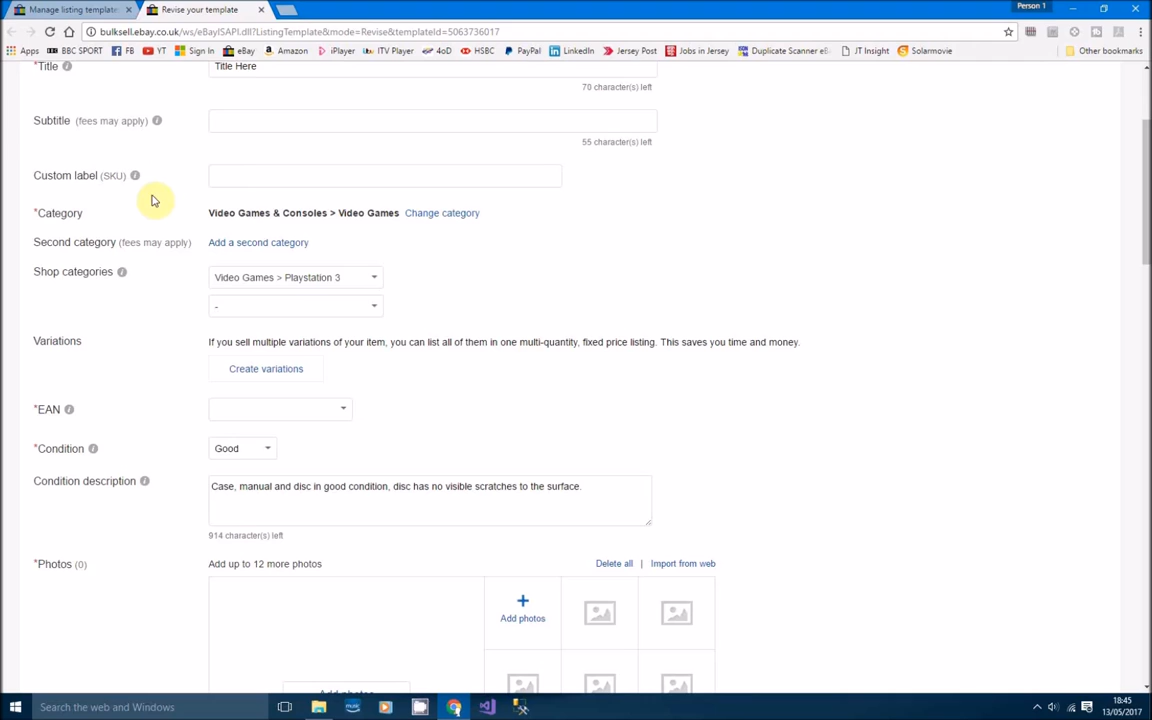 Manage listing template
Revise your template
Person 1
bulksell.ebay.co.uk/ws/eBayISAPI.dll?ListingTemplate&mode=Revise&templateId=5063736017
Apps BBC SPORT FB YT Sign In eBay Amazon iPlayer ITV Player 4oD HSBC PayPal LinkedIn Jersey Post Jobs in Jersey Duplicate Scanner eB JT Insight Solarmovie Other bookmarks
*Title Title Here
70 character(s) left
Subtitle (fees may apply)
55 character(s) left
Custom label (SKU)
*Category Video Games & Consoles > Video Games Change category
Second category (fees may apply) Add a second category
Shop categories Video Games > Playstation 3
-
Variations If you sell multiple variations of your item, you can list all of them in one multi-quantity, fixed price listing. This saves you time and money.
Create variations
*EAN
*Condition Good
Condition description Case, manual and disc in good condition, disc has no visible scratches to the surface.
914 character(s) left
*Photos (0) Add up to 12 more photos Delete all | Import from web
Add photos
Add photos
Search the web and Windows
music
18:45
13/05/2017